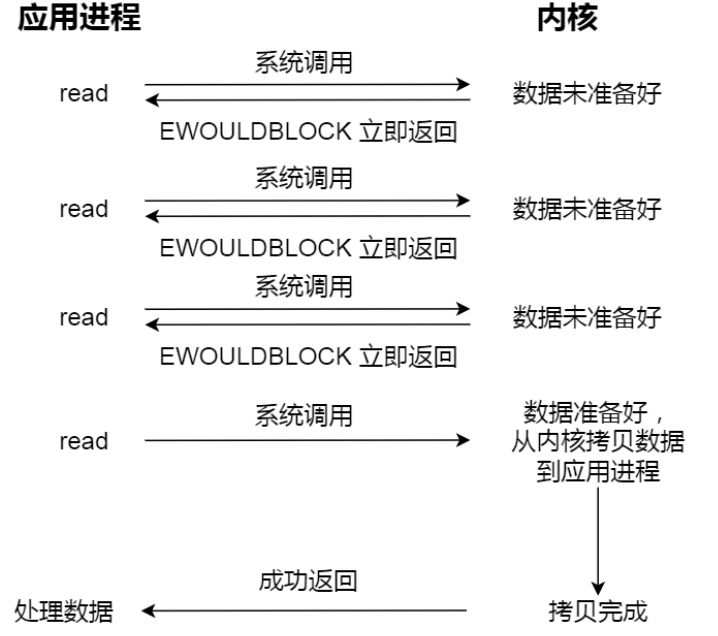 应用进程
内核
系统调用
read
数据未准备好
EWOULDBLOCK 立即返回
系统调用
read
数据未准备好
EWOULDBLOCK 立即返回
系统调用
read
数据未准备好
EWOULDBLOCK 立即返回
系统调用
read
数据准备好，
从内核拷贝数据
到应用进程
成功返回
处理数据
拷贝完成